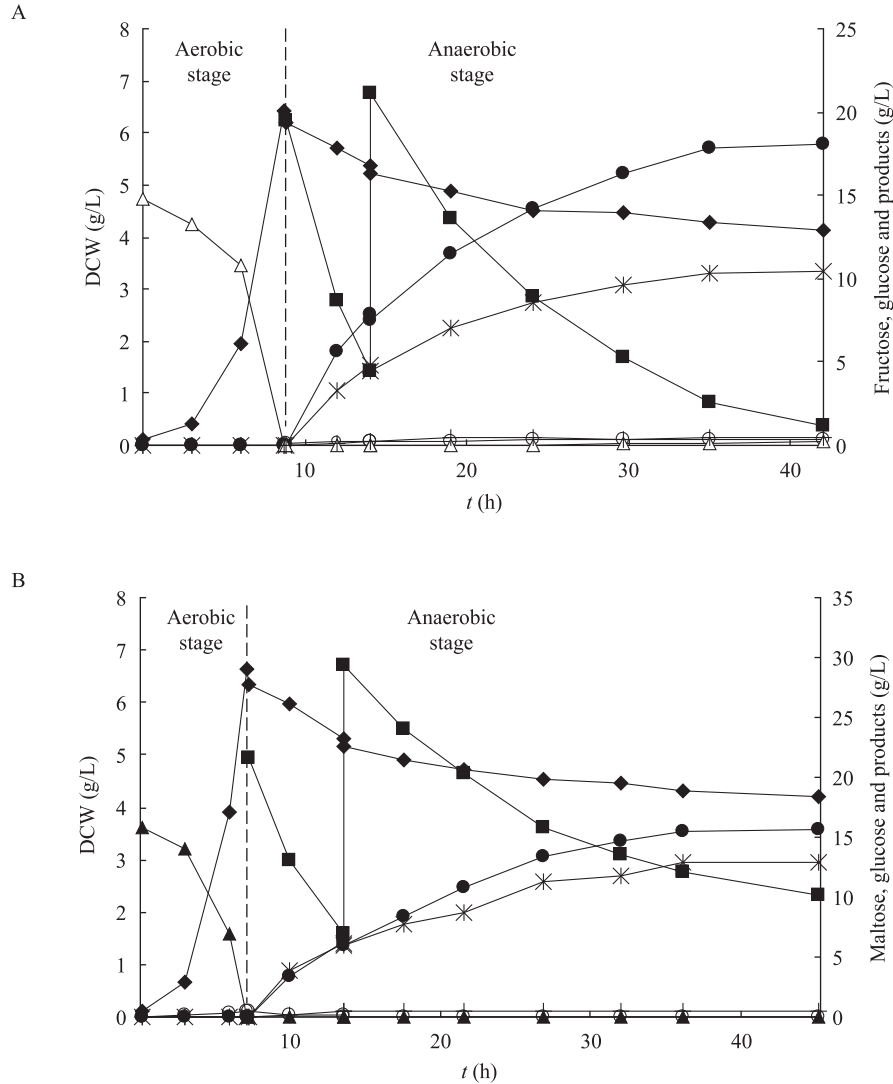 A
8
7
6
5
4
3
2
1
0
DCW (g/L)
Aerobic
stage
Anaerobic
stage
25
20
15
10
5
0
Fructose, glucose and products (g/L)
10
20
30
40
t (h)
B
8
7
6
5
4
3
2
1
0
DCW (g/L)
Aerobic
stage
Anaerobic
stage
35
30
25
20
15
10
5
0
Maltose, glucose and products (g/L)
10
20
30
40
t (h)